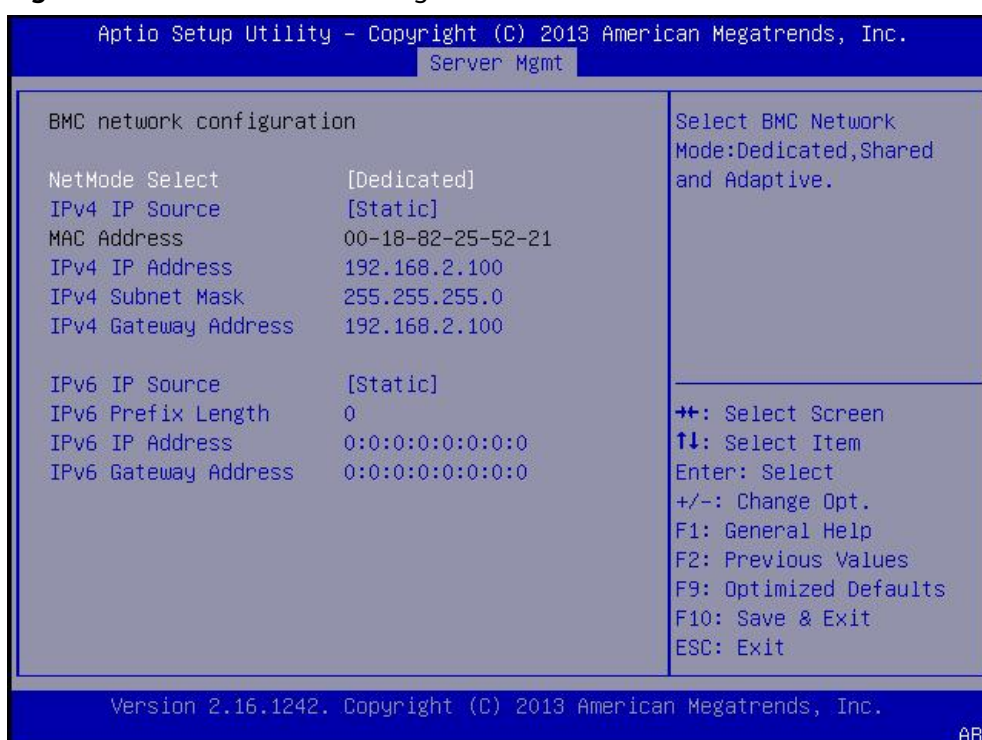 Aptio Setup Utility – Copyright (C) 2013 American Megatrends, Inc.
Server Mgmt
BMC network configuration
NetMode Select [Dedicated]
IPv4 IP Source [Static]
MAC Address 00-18-82-25-52-21
IPv4 IP Address 192.168.2.100
IPv4 Subnet Mask 255.255.255.0
IPv4 Gateway Address 192.168.2.100
IPv6 IP Source [Static]
IPv6 Prefix Length 0
IPv6 IP Address 0:0:0:0:0:0:0:0
IPv6 Gateway Address 0:0:0:0:0:0:0:0
Select BMC Network
Mode:Dedicated,Shared
and Adaptive.
→←: Select Screen
↑↓: Select Item
Enter: Select
+/-: Change Opt.
F1: General Help
F2: Previous Values
F9: Optimized Defaults
F10: Save & Exit
ESC: Exit
Version 2.16.1242. Copyright (C) 2013 American Megatrends, Inc.
AB